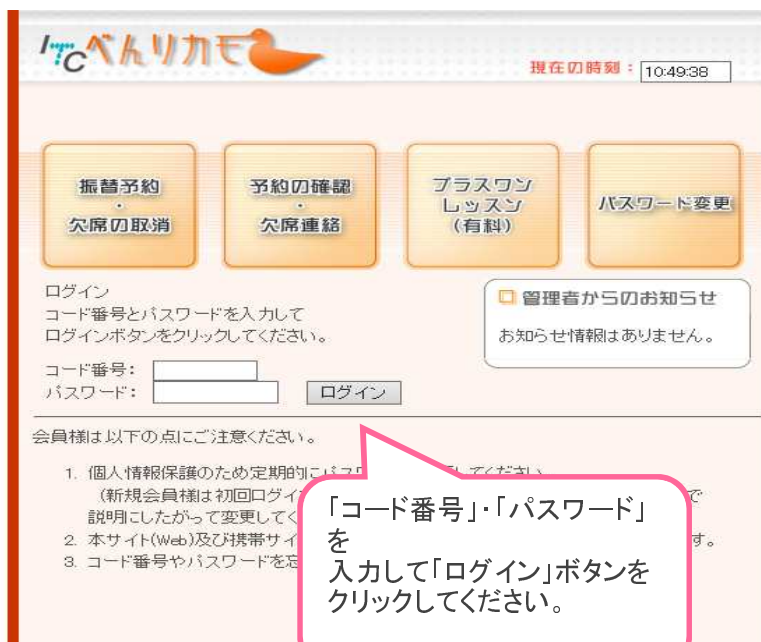 ITCべんりカモ
現在の時刻：10:49:38
振替予約
・
欠席の取消
予約の確認
・
欠席連絡
プラスワン
レッスン
(有料)
パスワード変更
ログイン
コード番号とパスワードを入力して
ログインボタンをクリックしてください。
コード番号：
パスワード：
ログイン
管理者からのお知らせ
お知らせ情報はありません。
会員様は以下の点にご注意ください。
1. 個人情報保護のため定期的にパスワ してください
(新規会員様は初回ログイ で
説明にしたがって変更してく
2. 本サイト(Web)及び携帯サイ す。
3. コード番号やパスワードを忘
「コード番号」・「パスワード」
を
入力して「ログイン」ボタンを
クリックしてください。